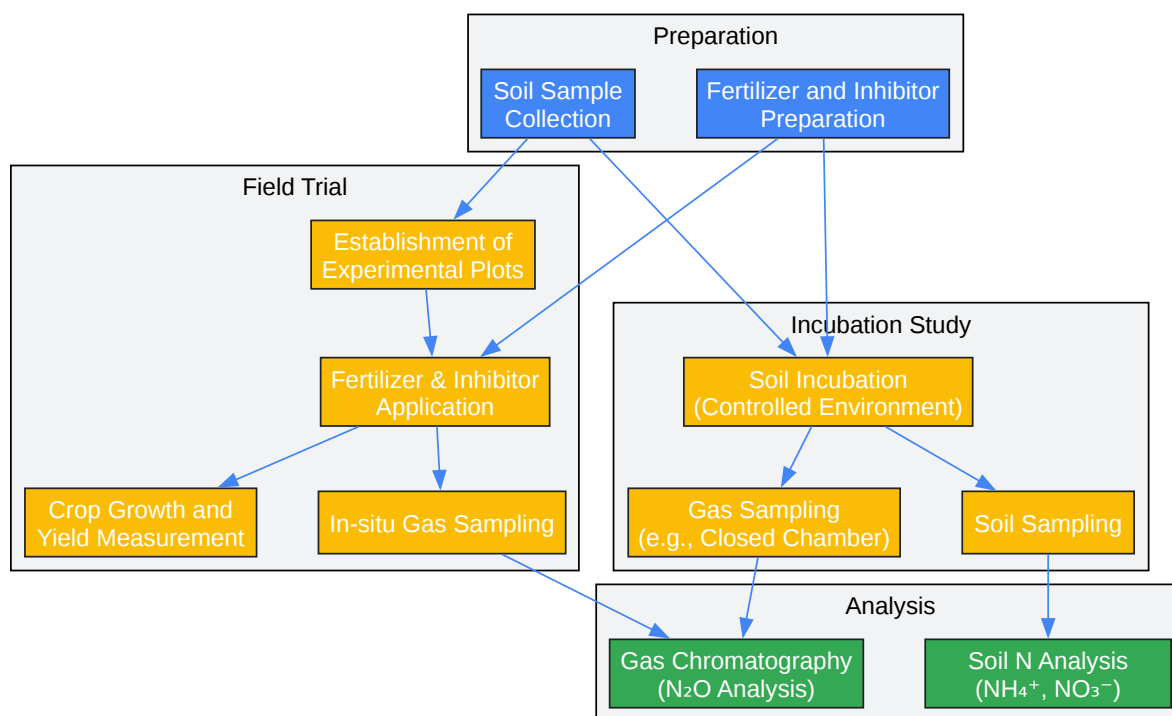 Preparation
Soil Sample
Collection
Fertilizer and Inhibitor
Preparation
Field Trial
Establishment of
Experimental Plots
Fertilizer & Inhibitor
Application
Crop Growth and
Yield Measurement
In-situ Gas Sampling
Incubation Study
Soil Incubation
(Controlled Environment)
Gas Sampling
(e.g., Closed Chamber)
Soil Sampling
Analysis
Gas Chromatography
(N₂O Analysis)
Soil N Analysis
(NH₄⁺, NO₃⁻)